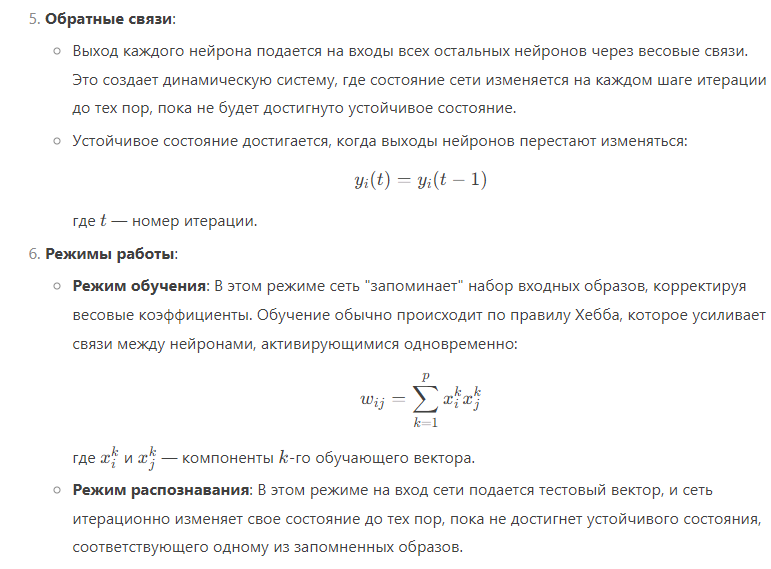 5. Обратные связи:
○ Выход каждого нейрона подается на входы всех остальных нейронов через весовые связи.
Это создает динамическую систему, где состояние сети изменяется на каждом шаге итерации
до тех пор, пока не будет достигнуто устойчивое состояние.
○ Устойчивое состояние достигается, когда выходы нейронов перестают изменяться:
yᵢ(t) = yᵢ(t − 1)
где t — номер итерации.
6. Режимы работы:
○ Режим обучения: В этом режиме сеть "запоминает" набор входных образов, корректируя
весовые коэффициенты. Обучение обычно происходит по правилу Хебба, которое усиливает
связи между нейронами, активирующимися одновременно:
w_{ij} = \sum_{k=1}^{p} x_i^k x_j^k
где x_i^k и x_j^k — компоненты k-го обучающего вектора.
○ Режим распознавания: В этом режиме на вход сети подается тестовый вектор, и сеть
итерационно изменяет свое состояние до тех пор, пока не достигнет устойчивого состояния,
соответствующего одному из запомненных образов.